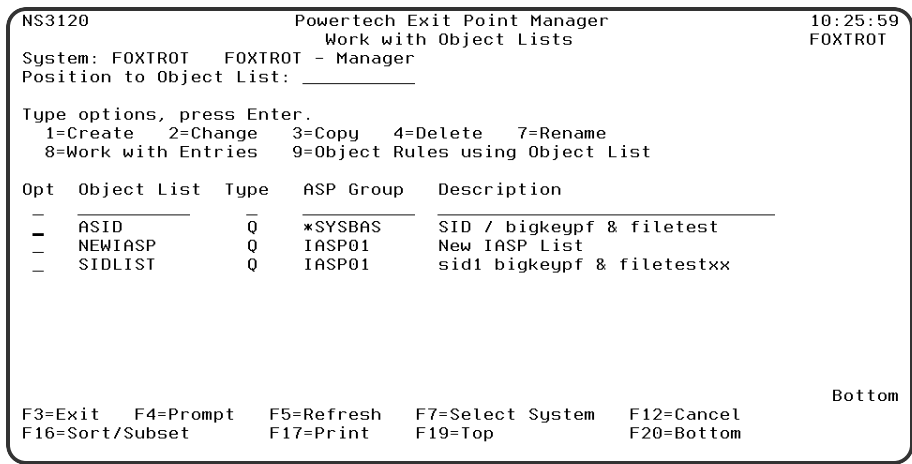 NS3120 Powertech Exit Point Manager 10:25:59
Work with Object Lists FOXTROT
System: FOXTROT FOXTROT - Manager
Position to Object List: __________
Type options, press Enter.
1=Create 2=Change 3=Copy 4=Delete 7=Rename
8=Work with Entries 9=Object Rules using Object List
Opt Object List Type ASP Group Description
_ __________ _ __________ ______________________________
_ ASID Q *SYSBAS SID / bigkeypf & filetest
_ NEWIASP Q IASP01 New IASP List
_ SIDLIST Q IASP01 sid1 bigkeypf & filetestxx
Bottom
F3=Exit F4=Prompt F5=Refresh F7=Select System F12=Cancel
F16=Sort/Subset F17=Print F19=Top F20=Bottom